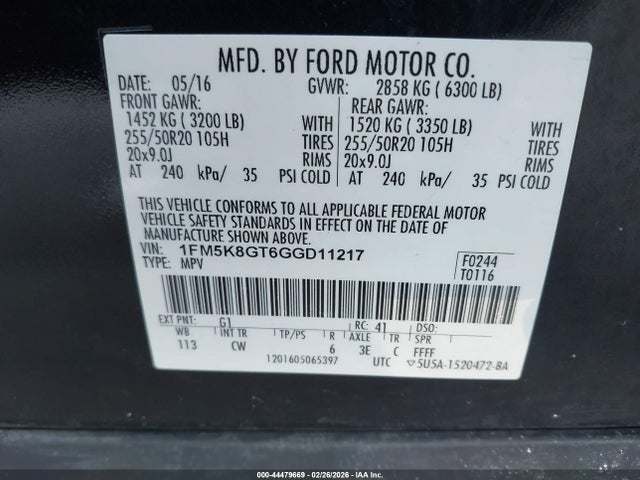 MFD. BY FORD MOTOR CO.
DATE: 05/16 GVWR: 2858 KG ( 6300 LB)
FRONT GAWR: REAR GAWR:
1452 KG ( 3200 LB) WITH 1520 KG ( 3350 LB) WITH
255/50R20 105H TIRES 255/50R20 105H TIRES
20x9.0J RIMS 20x9.0J RIMS
AT 240 kPa/ 35 PSI COLD AT 240 kPa/ 35 PSI COLD
THIS VEHICLE CONFORMS TO ALL APPLICABLE FEDERAL MOTOR
VEHICLE SAFETY STANDARDS IN EFFECT ON THE DATE OF
MANUFACTURE SHOWN ABOVE.
VIN: 1FM5K8GT6GGD11217 F0244
TYPE: MPV T0116
EXT PNT: G1 RC: 41 DSO:
WB INT TR TP/PS R AXLE TR SPR
113 CW 6 3E C FFFF
1201605065397 UTC ▽5U5A-1520472-BA
000-44479669 - 02/26/2026 - IAA Inc.